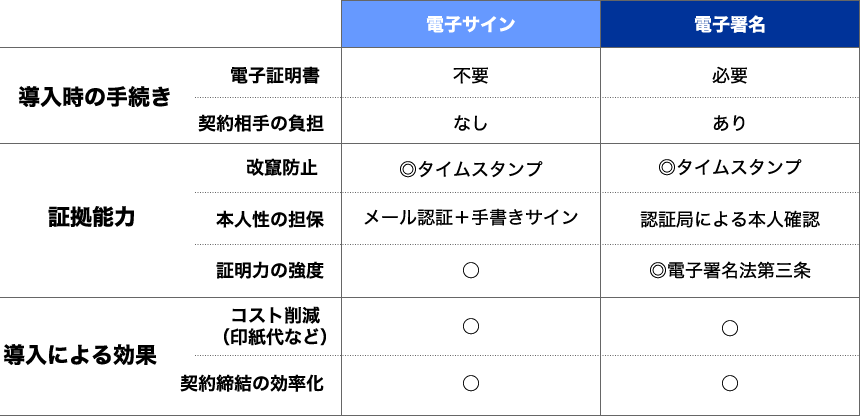 電子サイン 電子署名
導入時の手続き 電子証明書 不要 必要
契約相手の負担 なし あり
改竄防止 ◎タイムスタンプ ◎タイムスタンプ
証拠能力 本人性の担保 メール認証＋手書きサイン 認証局による本人確認
証明力の強度 ○ ◎電子署名法第三条
コスト削減
（印紙代など） ○ ○
導入による効果
契約締結の効率化 ○ ○